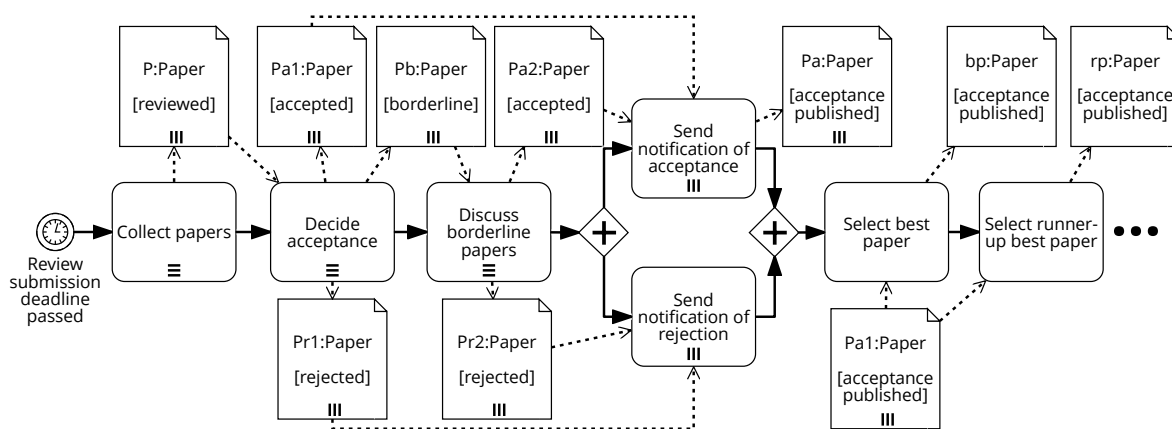 P:Paper
[reviewed]
Pa1:Paper
[accepted]
Pb:Paper
[borderline]
Pa2:Paper
[accepted]
Pa:Paper
[acceptance
published]
bp:Paper
[acceptance
published]
rp:Paper
[acceptance
published]
Review
submission
deadline
passed
Collect papers
Decide
acceptance
Discuss
borderline
papers
Send
notification of
acceptance
Send
notification of
rejection
Select best
paper
Select runner-
up best paper
Pr1:Paper
[rejected]
Pr2:Paper
[rejected]
Pa1:Paper
[acceptance
published]